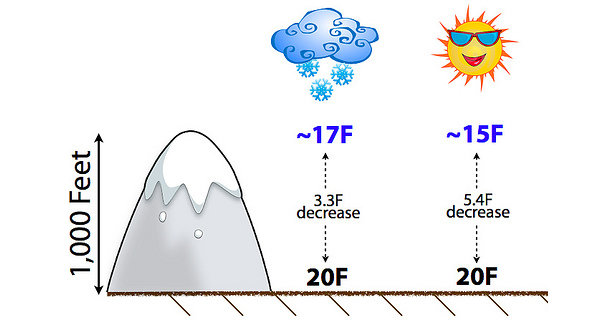 1,000 Feet
~17F
3.3F
decrease
20F
~15F
5.4F
decrease
20F